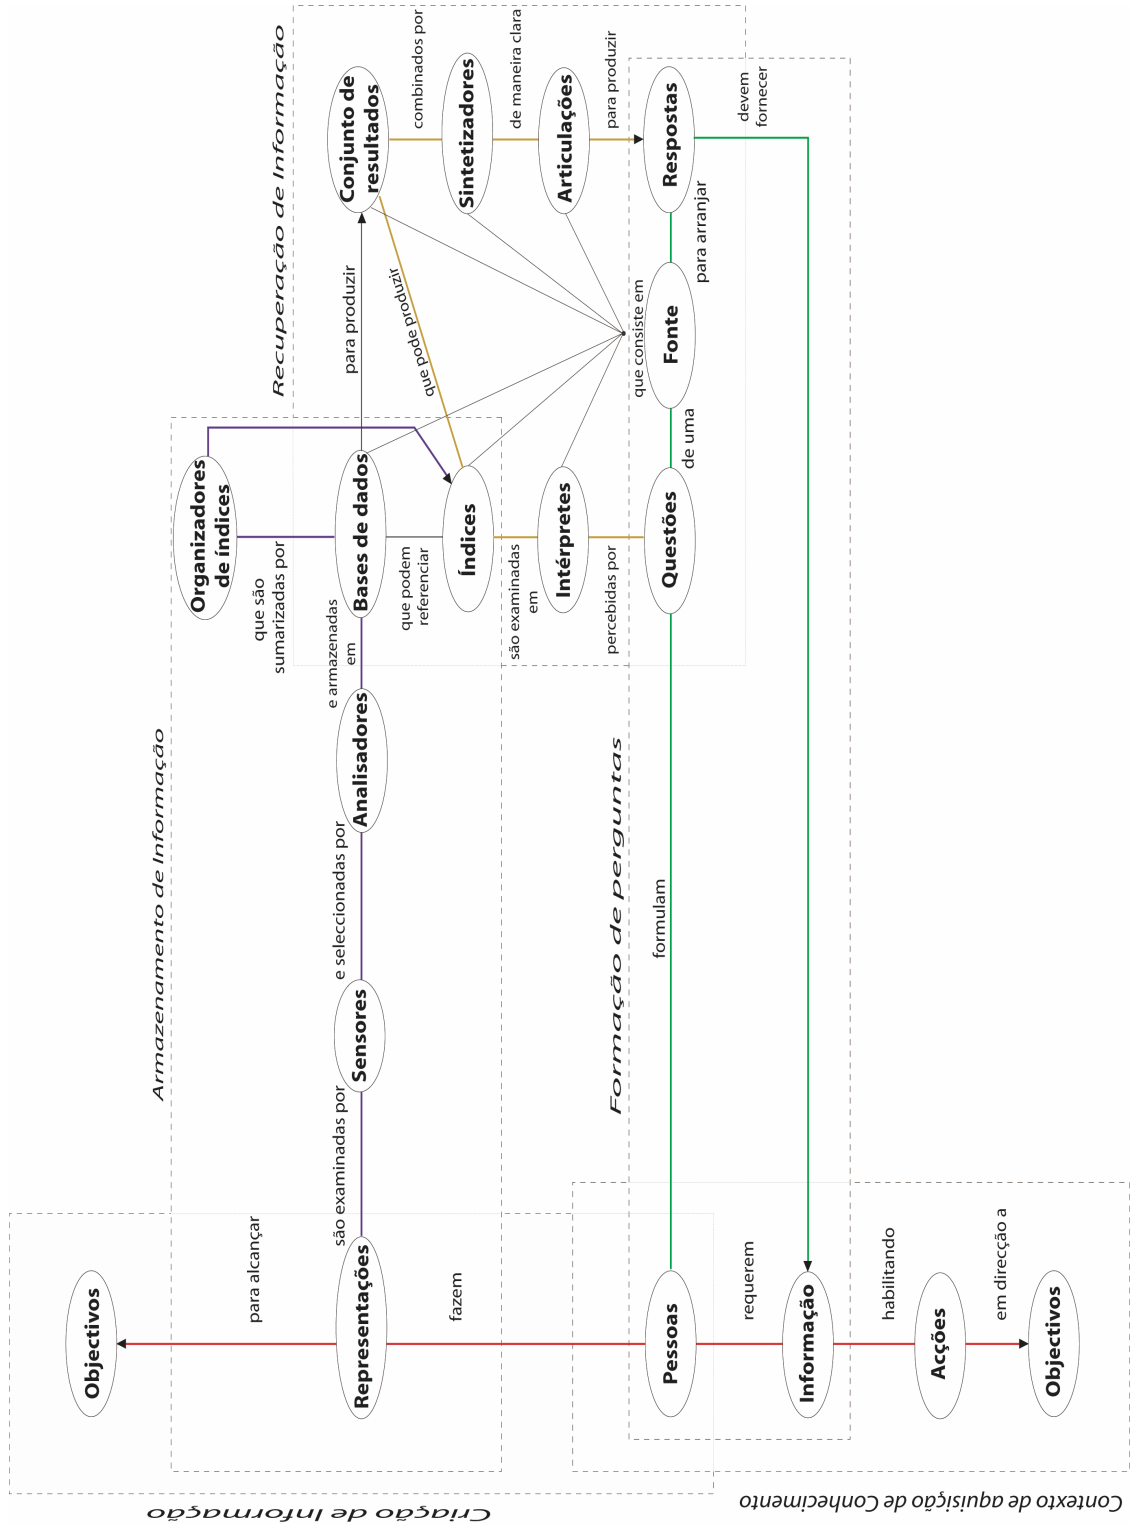 Criação de Informação
Objectivos
para alcançar
Representações
fazem
Armazenamento de Informação
são examinadas por
Sensores
e seleccionadas por
Analisadores
e armazenadas
em
Organizadores
de índices
que são
sumarizadas por
Bases de dados
que podem
referenciar
Índices
são examinadas
em
Intérpretes
percebidas por
Recuperação de Informação
para produzir
que pode produzir
Conjunto de
resultados
combinados por
Sintetizadores
de maneira clara
Articulações
para produzir
Formação de perguntas
Pessoas
formulam
Questões
de uma
que consiste em
Fonte
para arranjar
Respostas
devem
fornecer
Contexto de aquisição de Conhecimento
requerem
Informação
habilitando
Acções
em direcção a
Objectivos